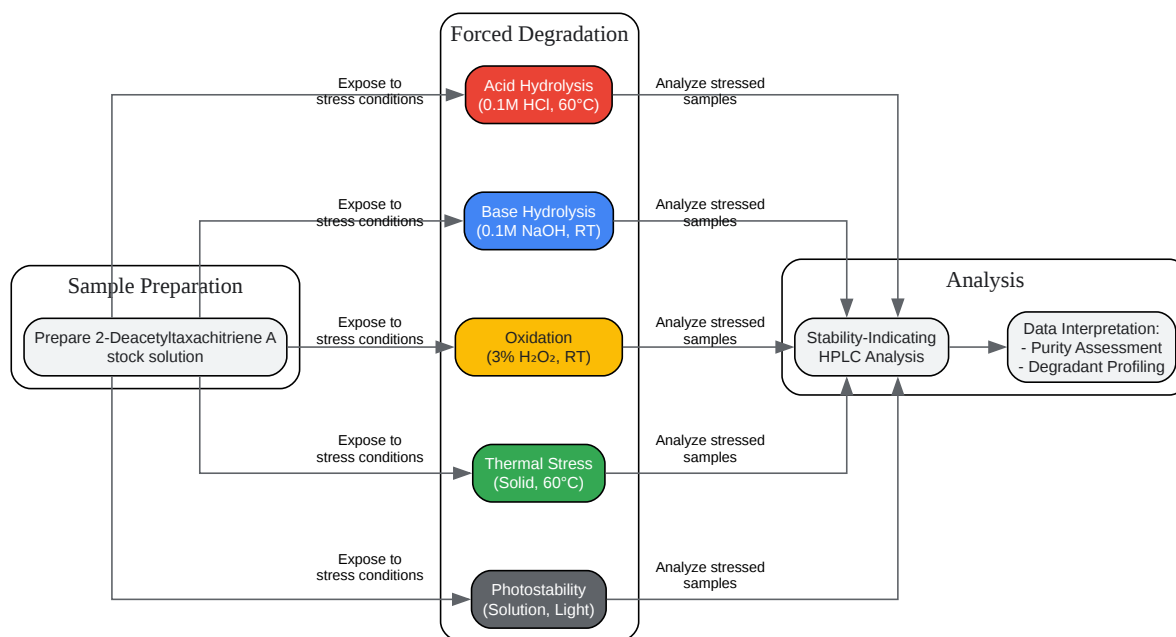 Forced Degradation
Expose to
stress conditions
Acid Hydrolysis
(0.1M HCl, 60°C)
Analyze stressed
samples
Expose to
stress conditions
Base Hydrolysis
(0.1M NaOH, RT)
Analyze stressed
samples
Sample Preparation
Prepare 2-Deacetyltaxachitriene A
stock solution
Expose to
stress conditions
Oxidation
(3% H₂O₂, RT)
Analyze stressed
samples
Analysis
Stability-Indicating
HPLC Analysis
Data Interpretation:
- Purity Assessment
- Degradant Profiling
Expose to
stress conditions
Thermal Stress
(Solid, 60°C)
Analyze stressed
samples
Expose to
stress conditions
Photostability
(Solution, Light)
Analyze stressed
samples